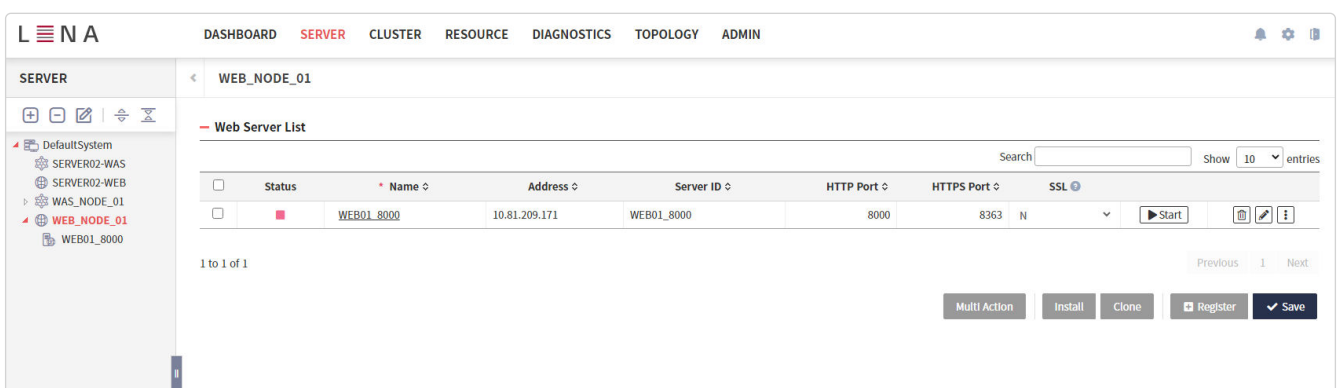 LENA
DASHBOARD SERVER CLUSTER RESOURCE DIAGNOSTICS TOPOLOGY ADMIN
SERVER
WEB_NODE_01
DefaultSystem
SERVER02-WAS
SERVER02-WEB
WAS_NODE_01
WEB_NODE_01
WEB01_8000
Web Server List
Search Show 10 entries
Status * Name Address Server ID HTTP Port HTTPS Port SSL
WEB01_8000 10.81.209.171 WEB01_8000 8000 8363 N Start
1 to 1 of 1
Previous 1 Next
Multi Action Install Clone Register Save